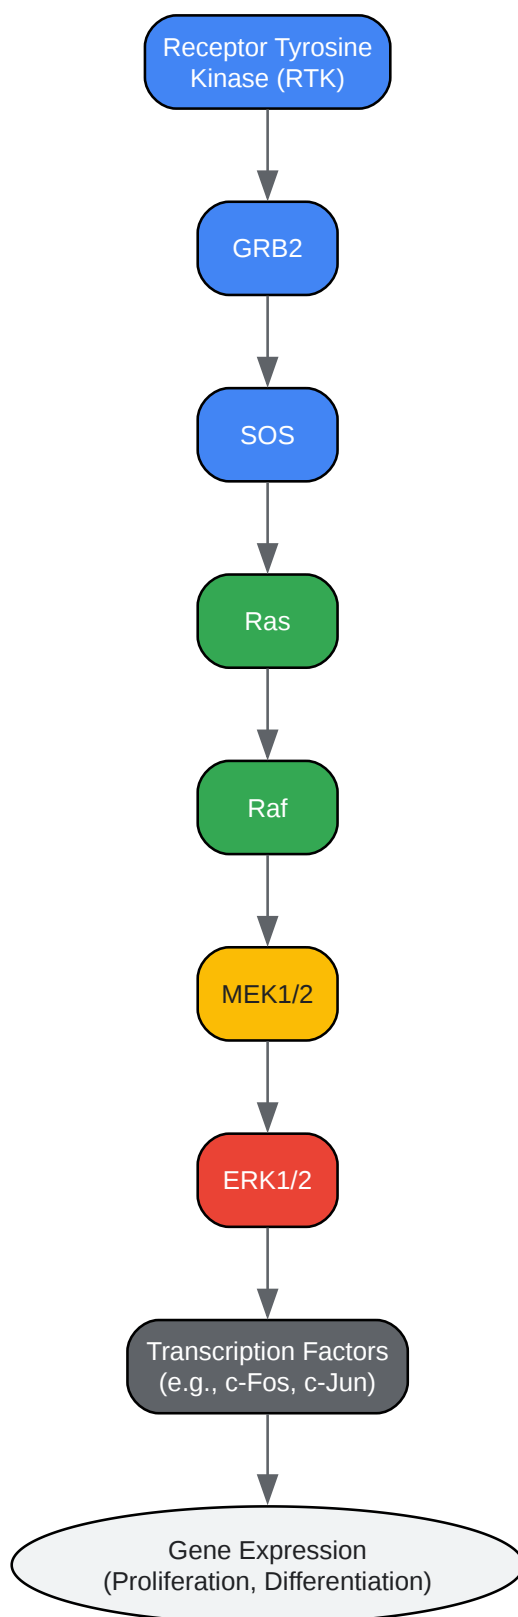 Receptor Tyrosine
Kinase (RTK)
GRB2
SOS
Ras
Raf
MEK1/2
ERK1/2
Transcription Factors
(e.g., c-Fos, c-Jun)
Gene Expression
(Proliferation, Differentiation)